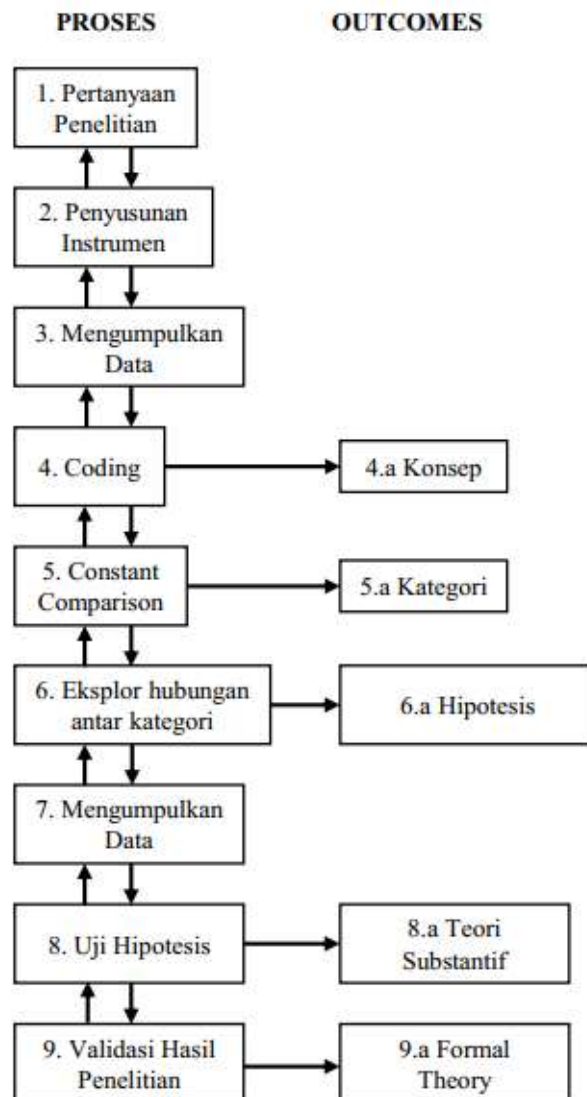 PROSES OUTCOMES
1. Pertanyaan
Penelitian
2. Penyusunan
Instrumen
3. Mengumpulkan
Data
4. Coding
4.a Konsep
5. Constant
Comparison
5.a Kategori
6. Eksplor hubungan
antar kategori
6.a Hipotesis
7. Mengumpulkan
Data
8. Uji Hipotesis
8.a Teori
Substantif
9. Validasi Hasil
Penelitian
9.a Formal
Theory